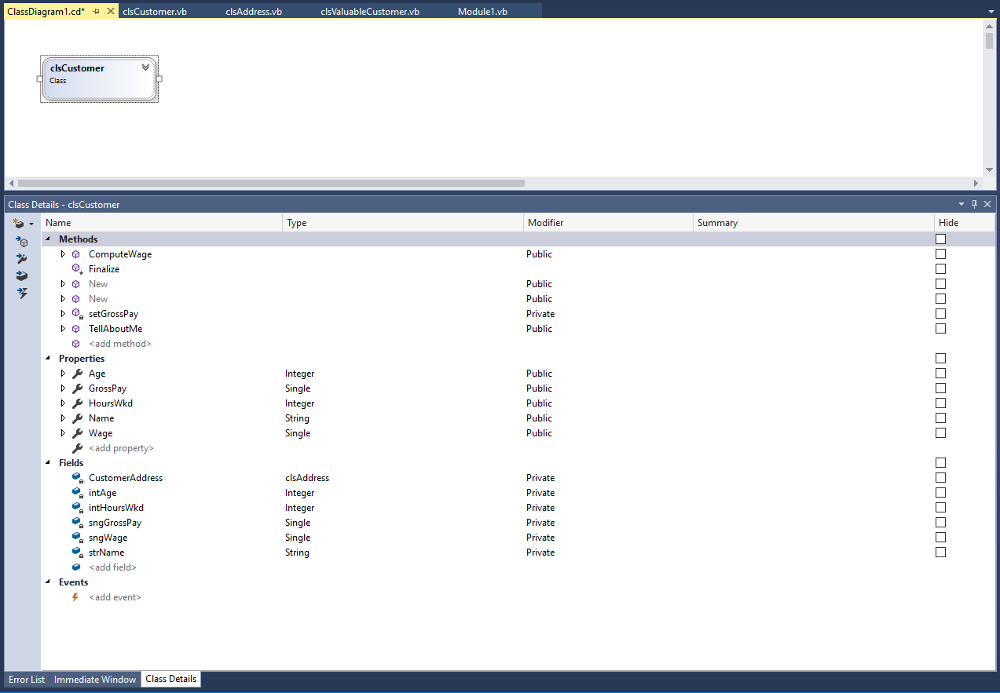 ClassDiagram1.cd* clsCustomer.vb clsAddress.vb clsValuableCustomer.vb Module1.vb
clsCustomer
Class
Class Details - clsCustomer
Name Type Modifier Summary Hide
Methods
ComputeWage Public
Finalize
New Public
New Public
setGrossPay Private
TellAboutMe Public
<add method>
Properties
Age Integer Public
GrossPay Single Public
HoursWkd Integer Public
Name String Public
Wage Single Public
<add property>
Fields
CustomerAddress clsAddress Private
intAge Integer Private
intHoursWkd Integer Private
sngGrossPay Single Private
sngWage Single Private
strName String Private
<add field>
Events
<add event>
Error List Immediate Window Class Details